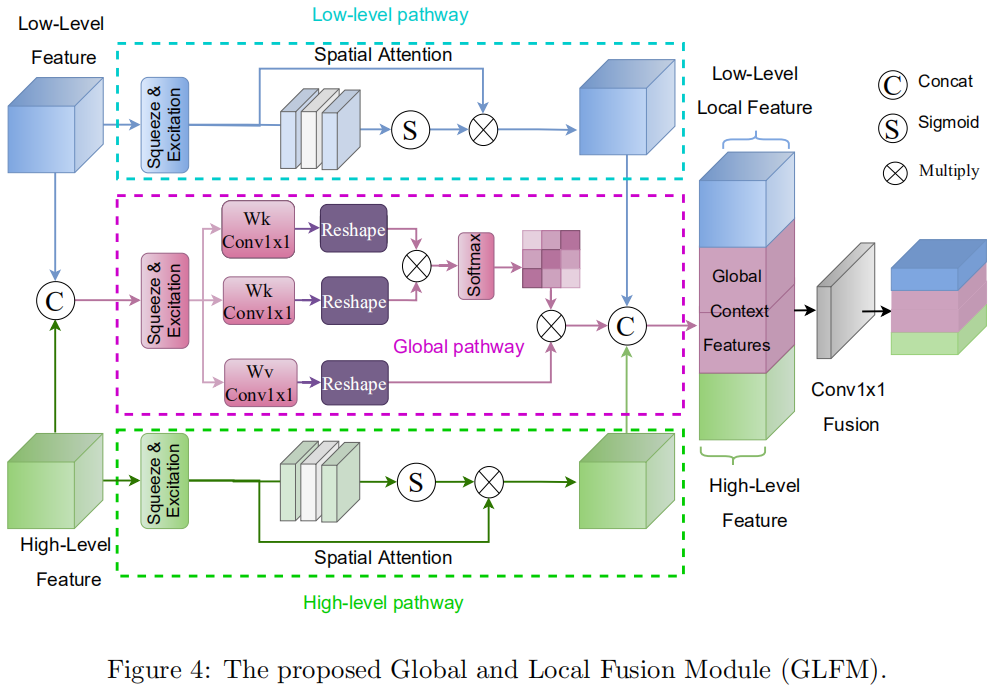 Low-level pathway
Low-Level
Feature
Spatial Attention
Squeeze &
Excitation
S
Low-Level
Local Feature
C Concat
S Sigmoid
Multiply
Squeeze &
Excitation
Wk
Conv1x1
Reshape
Wk
Conv1x1
Reshape
Wv
Conv1x1
Reshape
Softmax
Global pathway
C
C
Global
Context
Features
Conv1x1
Fusion
Squeeze &
Excitation
S
High-Level
Feature
Spatial Attention
High-Level
Feature
High-level pathway
Figure 4: The proposed Global and Local Fusion Module (GLFM).